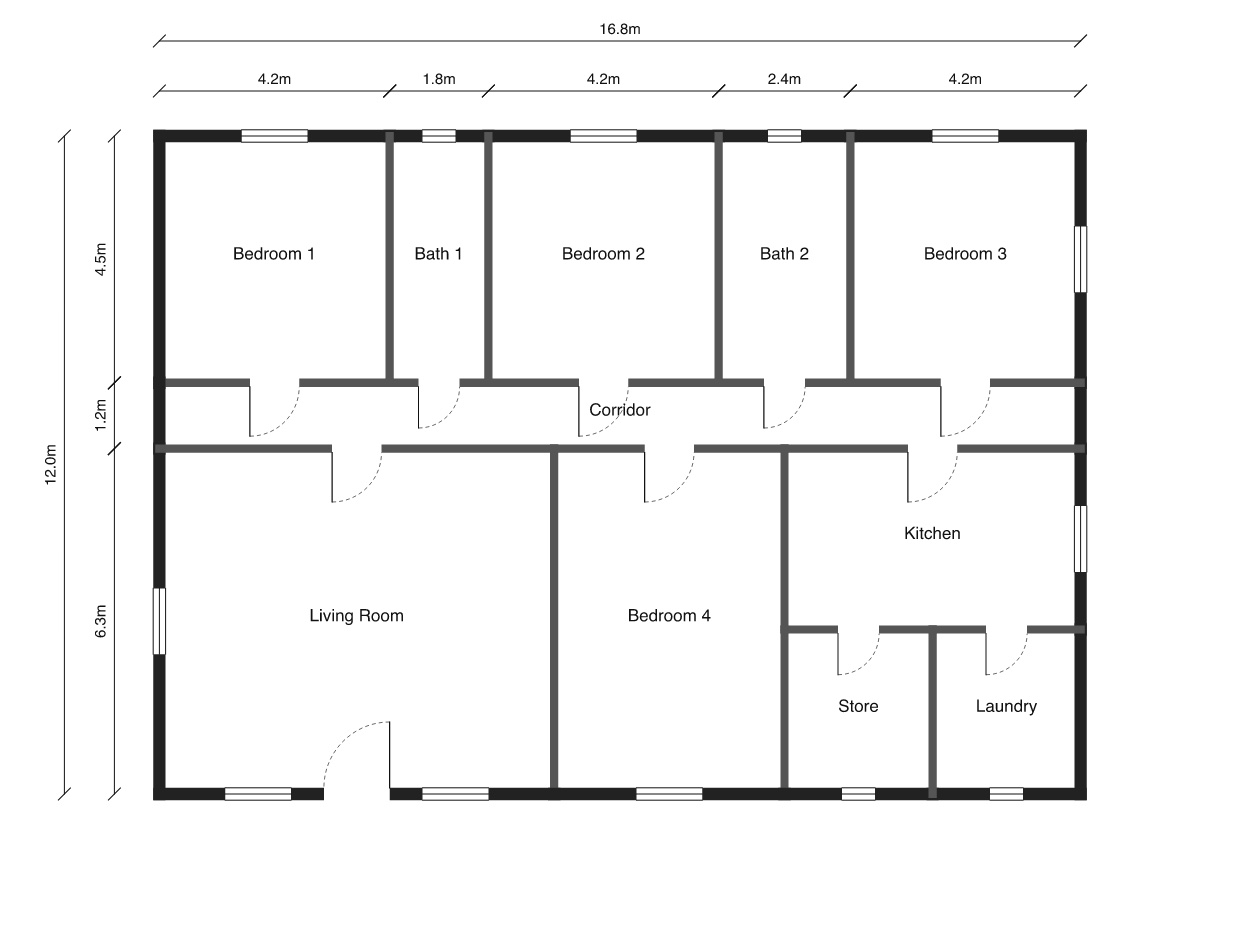 16.8m
4.2m
1.8m
4.2m
2.4m
4.2m
4.5m
1.2m
6.3m
12.0m
Bedroom 1
Bath 1
Bedroom 2
Bath 2
Bedroom 3
Corridor
Kitchen
Living Room
Bedroom 4
Store
Laundry